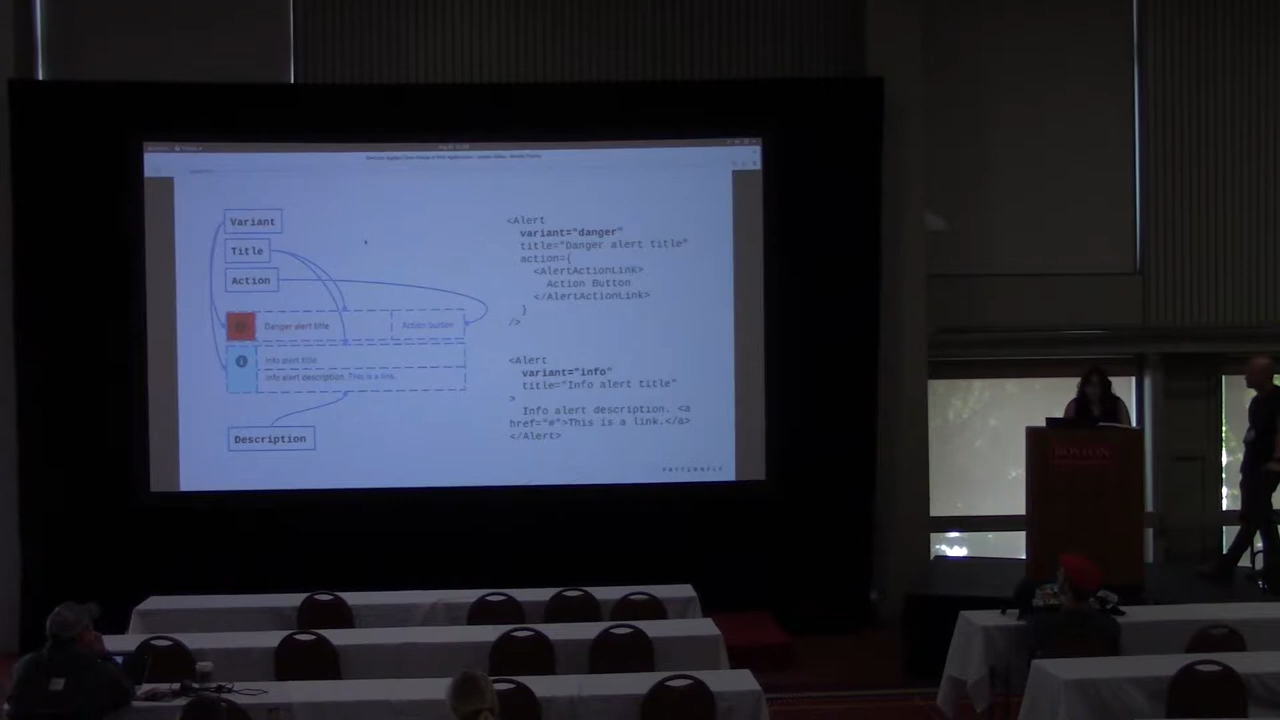 Variant
Title
Action
Danger alert title
Action button
Info alert title
Info alert description. This is a link.
Description
<Alert
variant="danger"
title="Danger alert title"
action={
<AlertActionLink>
Action Button
</AlertActionLink>
}
/>
<Alert
variant="info"
title="Info alert title"
>
Info alert description. <a
href="#">This is a link.</a>
</Alert>
PATTERNFLY
BOSTON